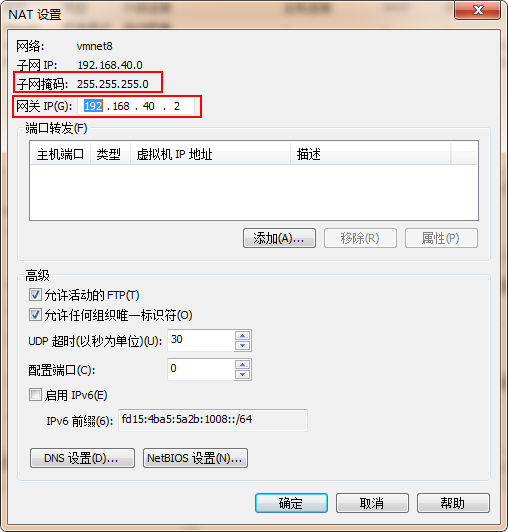 NAT 设置
网络: vmnet8
子网 IP: 192.168.40.0
子网掩码: 255.255.255.0
网关 IP(G): 192 . 168 . 40 . 2
端口转发(F)
主机端口 类型 虚拟机 IP 地址 描述
添加(A)... 移除(R) 属性(P)
高级
允许活动的 FTP(T)
允许任何组织唯一标识符(O)
UDP 超时(以秒为单位)(U): 30
配置端口(C): 0
启用 IPv6(E)
IPv6 前缀(6): fd15:4ba5:5a2b:1008::/64
DNS 设置(D)... NetBIOS 设置(N)...
确定 取消 帮助